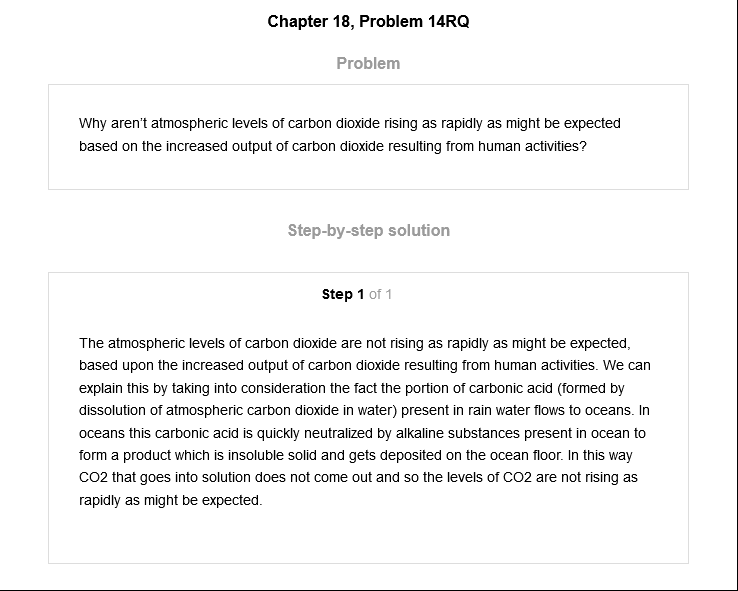 Chapter 18, Problem 14RQ
Problem
Why aren't atmospheric levels of carbon dioxide rising as rapidly as might be expected
based on the increased output of carbon dioxide resulting from human activities?
Step-by-step solution
Step 1 of 1
The atmospheric levels of carbon dioxide are not rising as rapidly as might be expected,
based upon the increased output of carbon dioxide resulting from human activities. We can
explain this by taking into consideration the fact the portion of carbonic acid (formed by
dissolution of atmospheric carbon dioxide in water) present in rain water flows to oceans. In
oceans this carbonic acid is quickly neutralized by alkaline substances present in ocean to
form a product which is insoluble solid and gets deposited on the ocean floor. In this way
CO2 that goes into solution does not come out and so the levels of CO2 are not rising as
rapidly as might be expected.